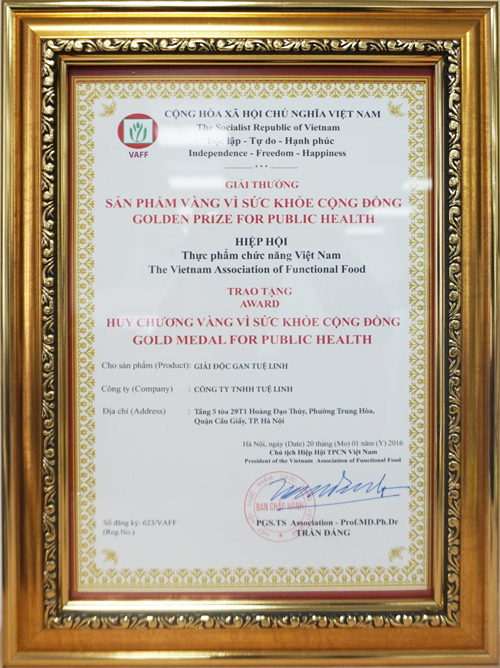 CỘNG HÒA XÃ HỘI CHỦ NGHĨA VIỆT NAM
The Socialist Republic of Vietnam
Độc lập - Tự do - Hạnh phúc
Independence - Freedom - Happiness
VAFF
GIẢI THƯỞNG
SẢN PHẨM VÀNG VÌ SỨC KHỎE CỘNG ĐỒNG
GOLDEN PRIZE FOR PUBLIC HEALTH
HIỆP HỘI
Thực phẩm chức năng Việt Nam
The Vietnam Association of Functional Food
TRAO TẶNG
AWARD
HUY CHƯƠNG VÀNG VÌ SỨC KHỎE CỘNG ĐỒNG
GOLD MEDAL FOR PUBLIC HEALTH
Cho sản phẩm (Product): GIẢI ĐỘC GAN TUỆ LINH
Công ty (Company) : CÔNG TY TNHH TUỆ LINH
Địa chỉ (Address) : Tầng 5 tòa 29T1 Hoàng Đạo Thúy, Phường Trung Hòa,
Quận Cầu Giấy, TP. Hà Nội
Hà Nội, ngày (Date) 20 tháng (Mo) 01 năm (Y) 2016
Chủ tịch Hiệp Hội TPCN Việt Nam
President of the Vietnam Association of Functional Food
BAN CHẤP HÀNH
Số đăng ký: 623/VAFF
(Reg.No.)
PGS.TS Association - Prof.MD.Ph.Dr
TRẦN ĐÁNG